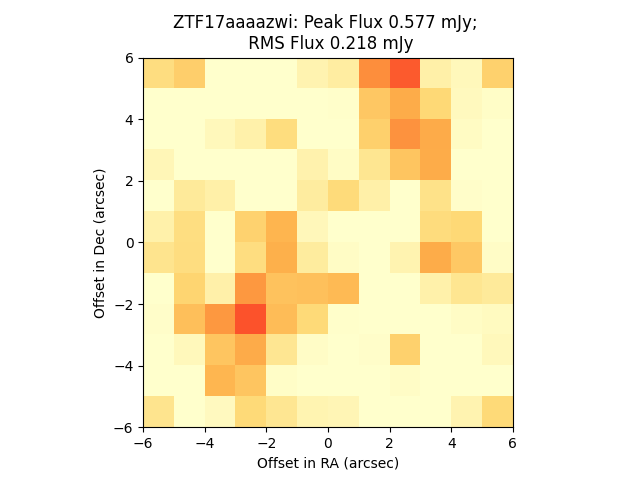 ZTF17aaaazwi: Peak Flux 0.577 mJy;
RMS Flux 0.218 mJy
6
4
2
0
−2
−4
−6
Offset in Dec (arcsec)
−6 −4 −2 0 2 4 6
Offset in RA (arcsec)